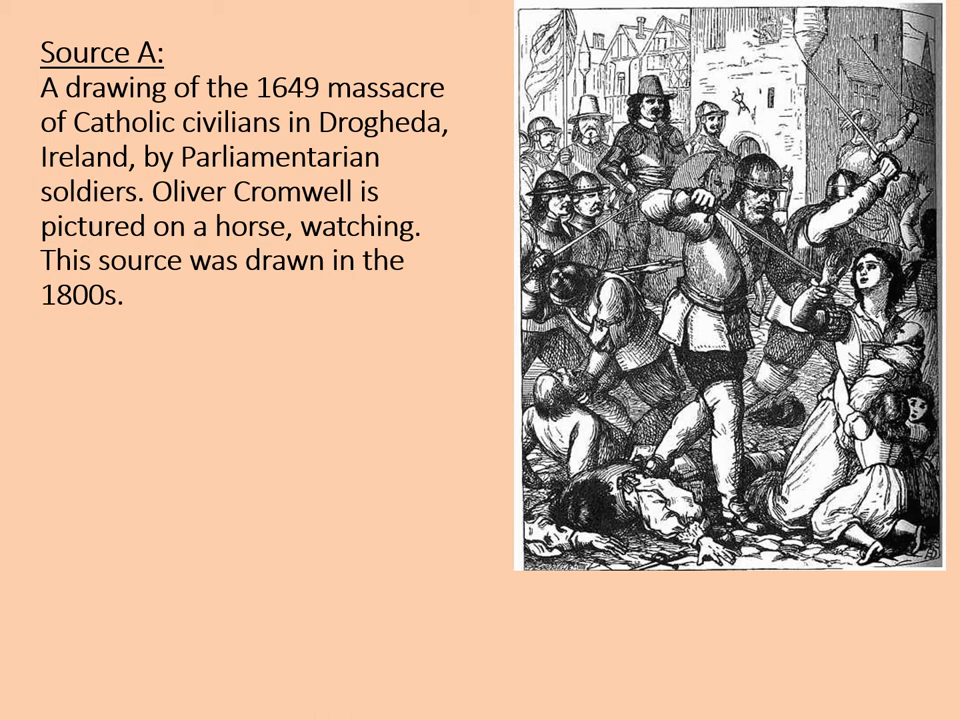 Source A:
A drawing of the 1649 massacre
of Catholic civilians in Drogheda,
Ireland, by Parliamentarian
soldiers. Oliver Cromwell is
pictured on a horse, watching.
This source was drawn in the
1800s.